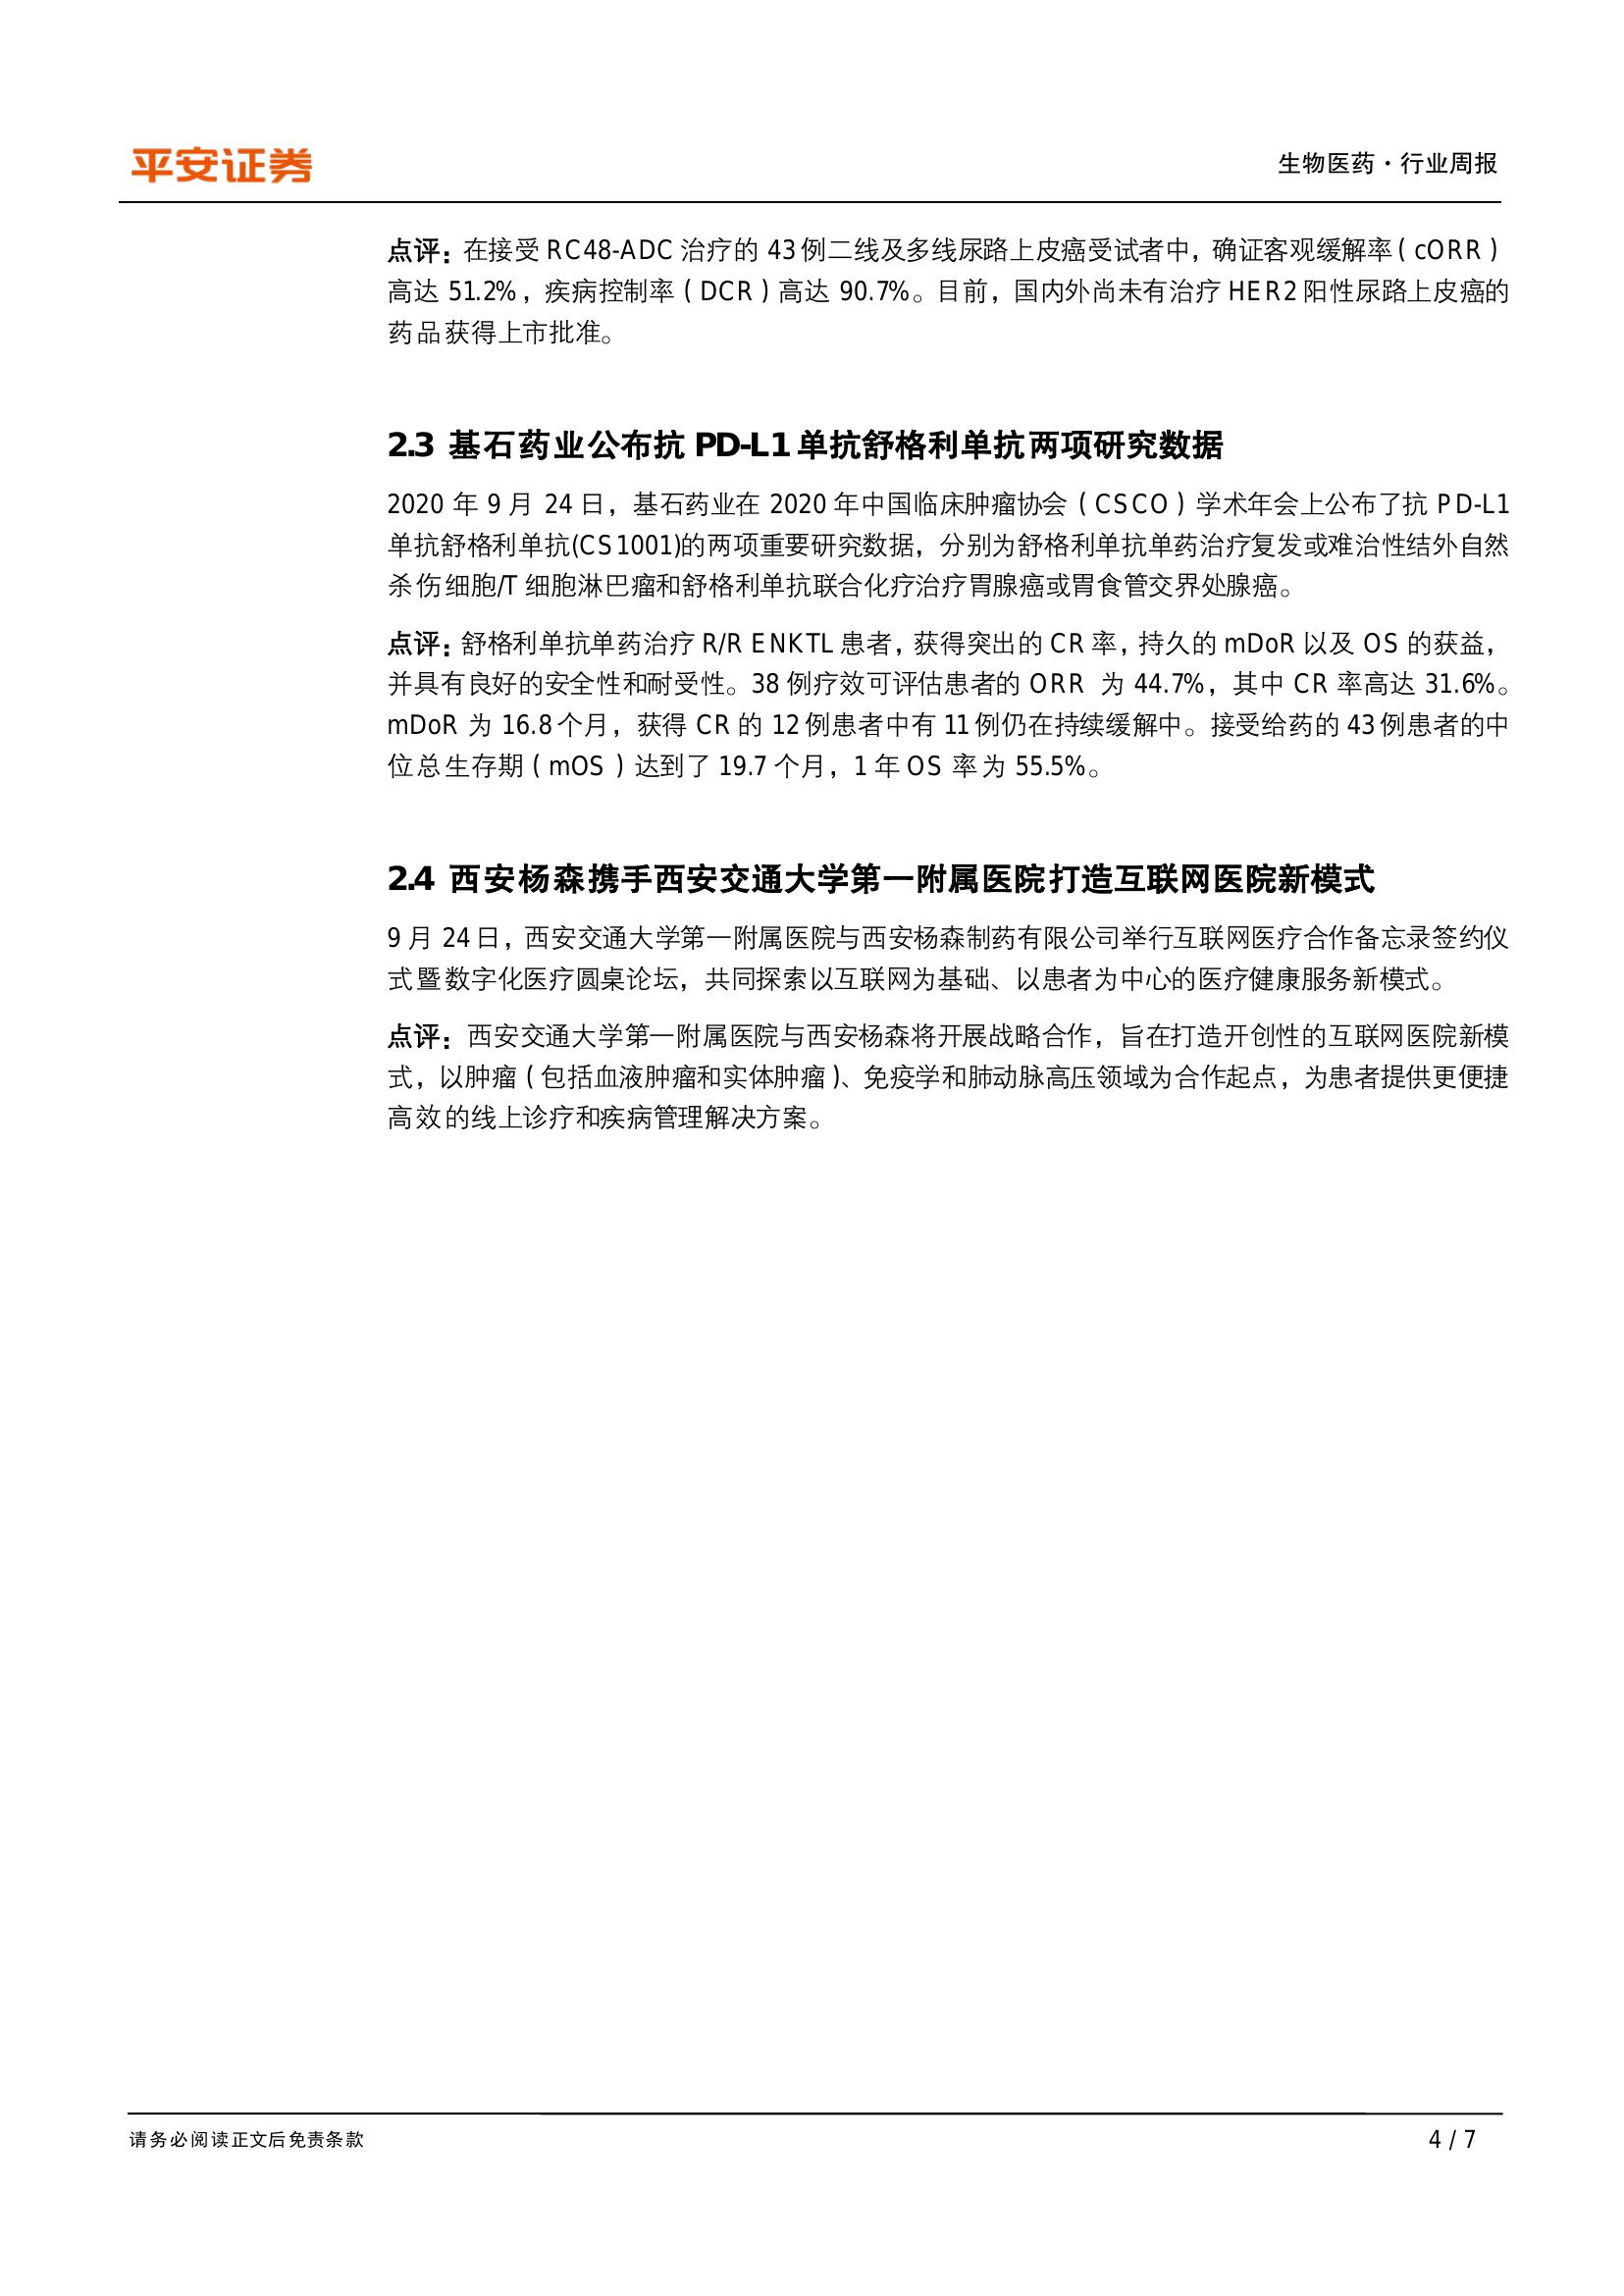 平安证券
生物医药·行业周报
点评：在接受 RC48-ADC 治疗的 43 例二线及多线尿路上皮癌受试者中，确证客观缓解率（cORR）
高达 51.2%，疾病控制率（DCR）高达 90.7%。目前，国内外尚未有治疗 HER2 阳性尿路上皮癌的
药品获得上市批准。
2.3 基石药业公布抗 PD-L1 单抗舒格利单抗两项研究数据
2020 年 9 月 24 日，基石药业在 2020 年中国临床肿瘤协会（CSCO）学术年会上公布了抗 PD-L1
单抗舒格利单抗(CS1001)的两项重要研究数据，分别为舒格利单抗单药治疗复发或难治性结外自然
杀伤细胞/T 细胞淋巴瘤和舒格利单抗联合化疗治疗胃腺癌或胃食管交界处腺癌。
点评：舒格利单抗单药治疗 R/R ENKTL 患者，获得突出的 CR 率，持久的 mDoR 以及 OS 的获益，
并具有良好的安全性和耐受性。38 例疗效可评估患者的 ORR 为 44.7%，其中 CR 率高达 31.6%。
mDoR 为 16.8 个月，获得 CR 的 12 例患者中有 11 例仍在持续缓解中。接受给药的 43 例患者的中
位总生存期（mOS）达到了 19.7 个月，1 年 OS 率为 55.5%。
2.4 西安杨森携手西安交通大学第一附属医院打造互联网医院新模式
9 月 24 日，西安交通大学第一附属医院与西安杨森制药有限公司举行互联网医疗合作备忘录签约仪
式暨数字化医疗圆桌论坛，共同探索以互联网为基础、以患者为中心的医疗健康服务新模式。
点评：西安交通大学第一附属医院与西安杨森将开展战略合作，旨在打造开创性的互联网医院新模
式，以肿瘤（包括血液肿瘤和实体肿瘤）、免疫学和肺动脉高压领域为合作起点，为患者提供更便捷
高效的线上诊疗和疾病管理解决方案。
请务必阅读正文后免责条款
4 / 7